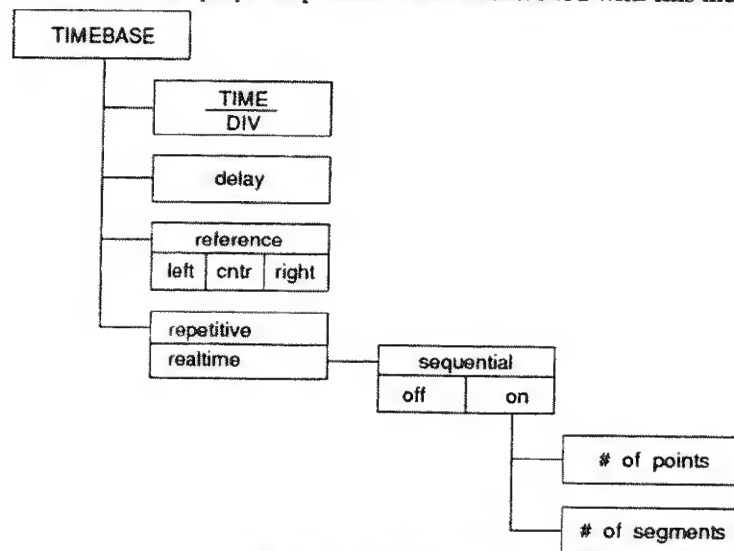 TIMEBASE
TIME
DIV
delay
reference
left cntr right
repetitive
realtime
sequential
off on
# of points
# of segments